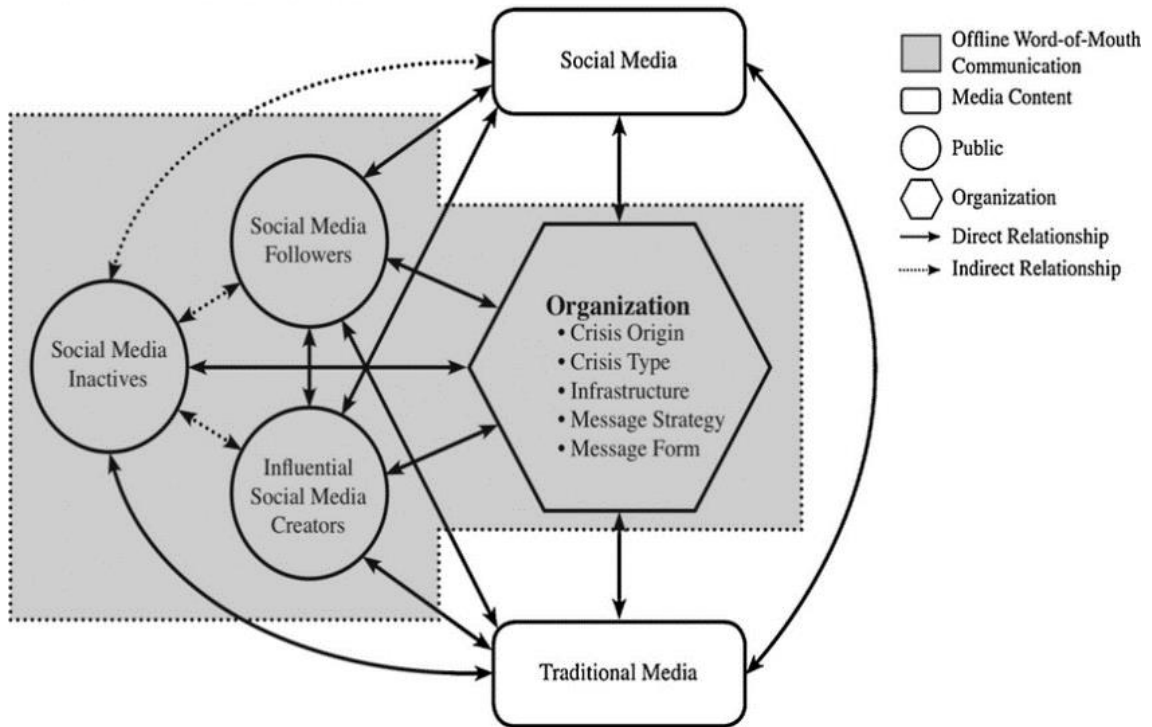 Social Media
Offline Word-of-Mouth
Communication
Media Content
Public
Organization
Direct Relationship
Indirect Relationship
Social Media
Followers
Social Media
Inactives
Influential
Social Media
Creators
Organization
• Crisis Origin
• Crisis Type
• Infrastructure
• Message Strategy
• Message Form
Traditional Media